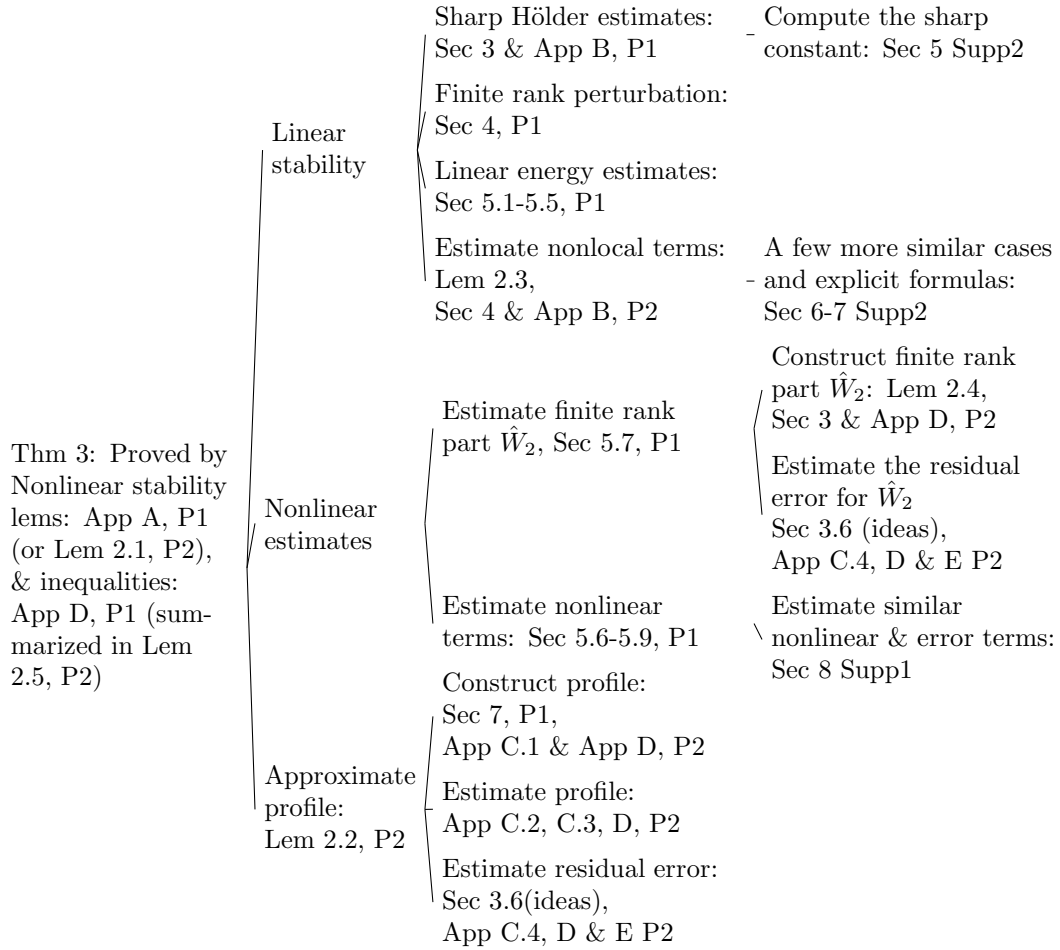 Thm 3: Proved by
Nonlinear stability
lems: App A, P1
(or Lem 2.1, P2),
& inequalities:
App D, P1 (sum-
marized in Lem
2.5, P2)
Linear
stability
Sharp Hölder estimates:
Sec 3 & App B, P1
Compute the sharp
constant: Sec 5 Supp2
Finite rank perturbation:
Sec 4, P1
Linear energy estimates:
Sec 5.1-5.5, P1
Estimate nonlocal terms:
Lem 2.3,
Sec 4 & App B, P2
A few more similar cases
and explicit formulas:
Sec 6-7 Supp2
Nonlinear
estimates
Estimate finite rank
part Ŵ₂, Sec 5.7, P1
Construct finite rank
part Ŵ₂: Lem 2.4,
Sec 3 & App D, P2
Estimate the residual
error for Ŵ₂
Sec 3.6 (ideas),
App C.4, D & E P2
Estimate nonlinear
terms: Sec 5.6-5.9, P1
Estimate similar
nonlinear & error terms:
Sec 8 Supp1
Approximate
profile:
Lem 2.2, P2
Construct profile:
Sec 7, P1,
App C.1 & App D, P2
Estimate profile:
App C.2, C.3, D, P2
Estimate residual error:
Sec 3.6(ideas),
App C.4, D & E P2